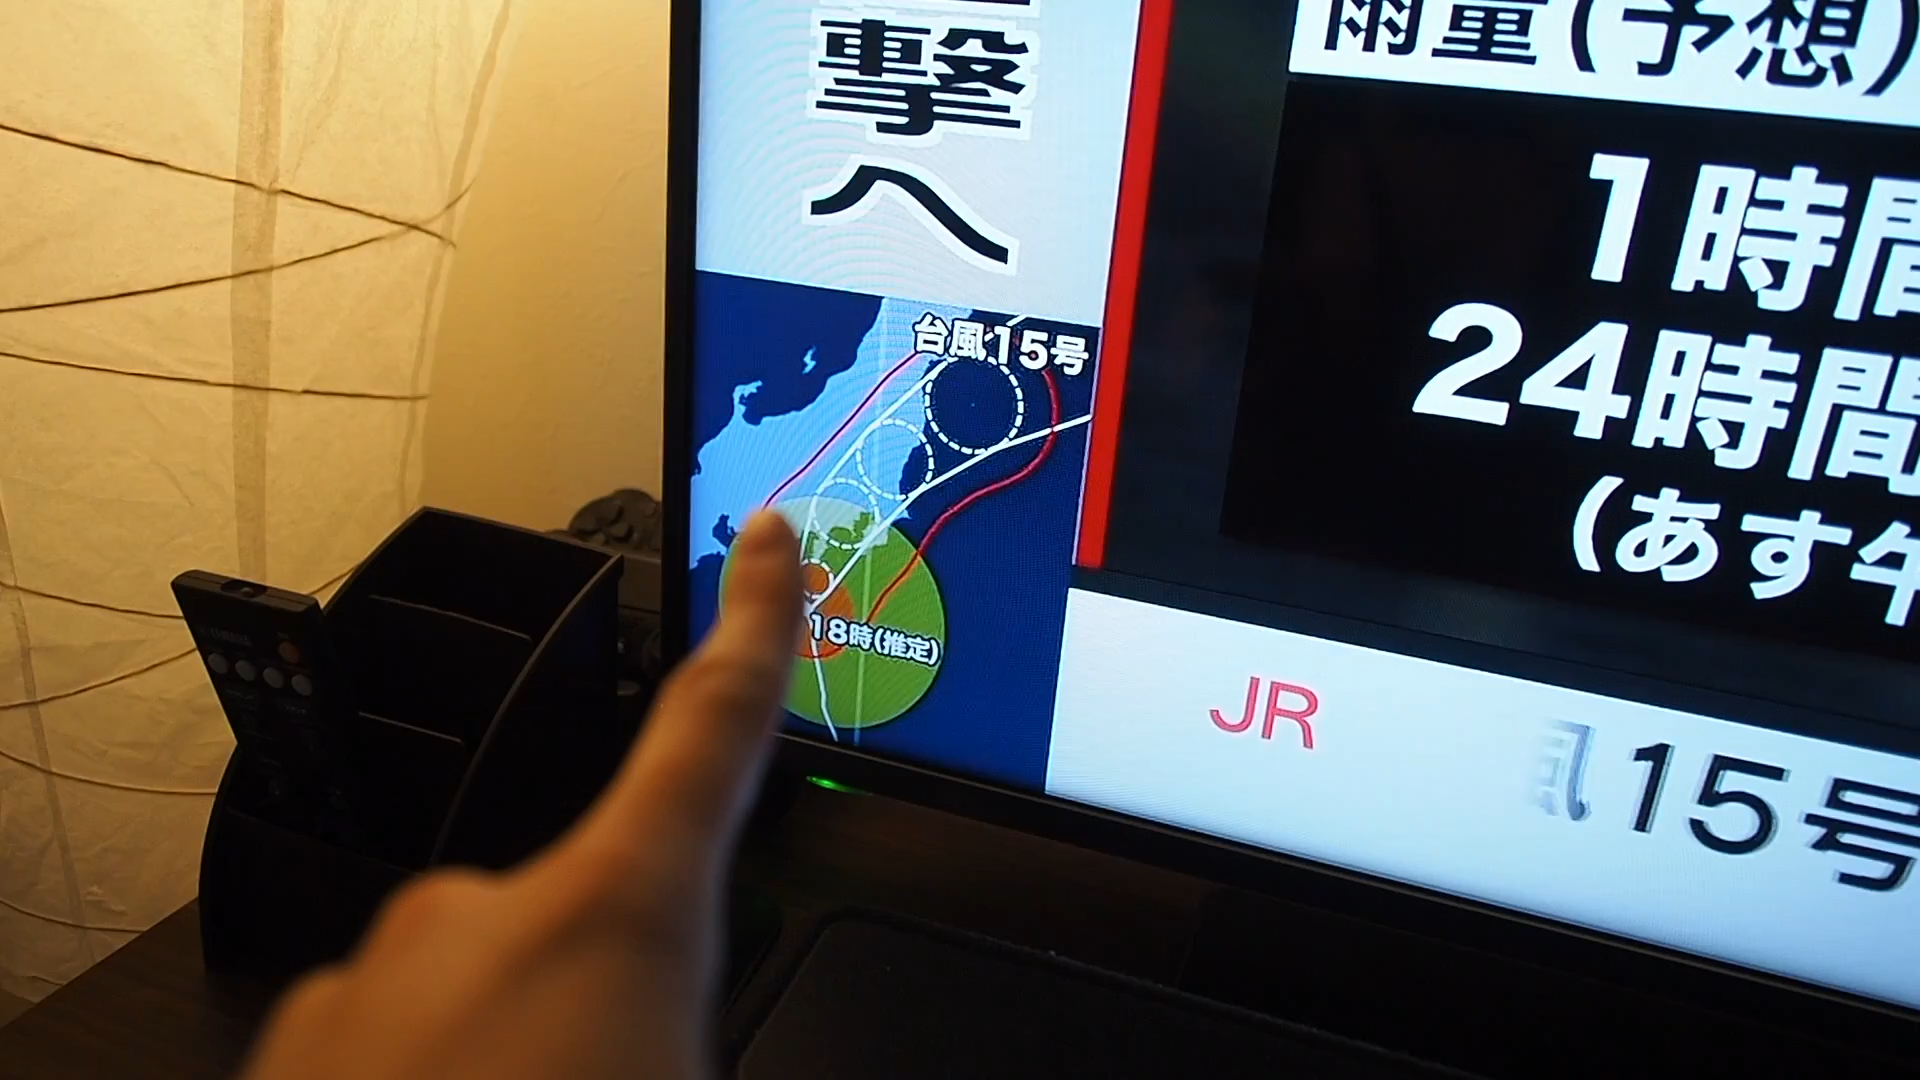 撃へ
台風15号
18時(推定)
雨量(予想)
1時間
24時間
(あす午
JR
風15号